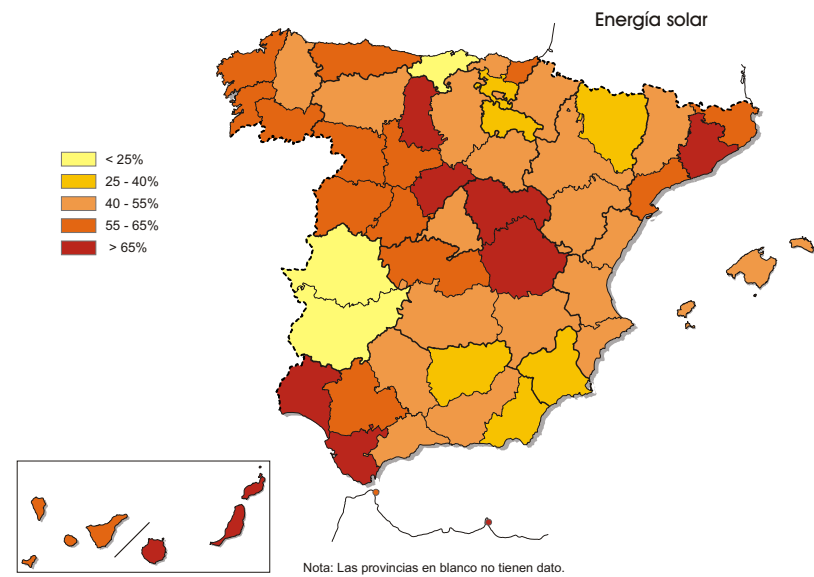 Energía solar
< 25%
25 - 40%
40 - 55%
55 - 65%
> 65%
Nota: Las provincias en blanco no tienen dato.